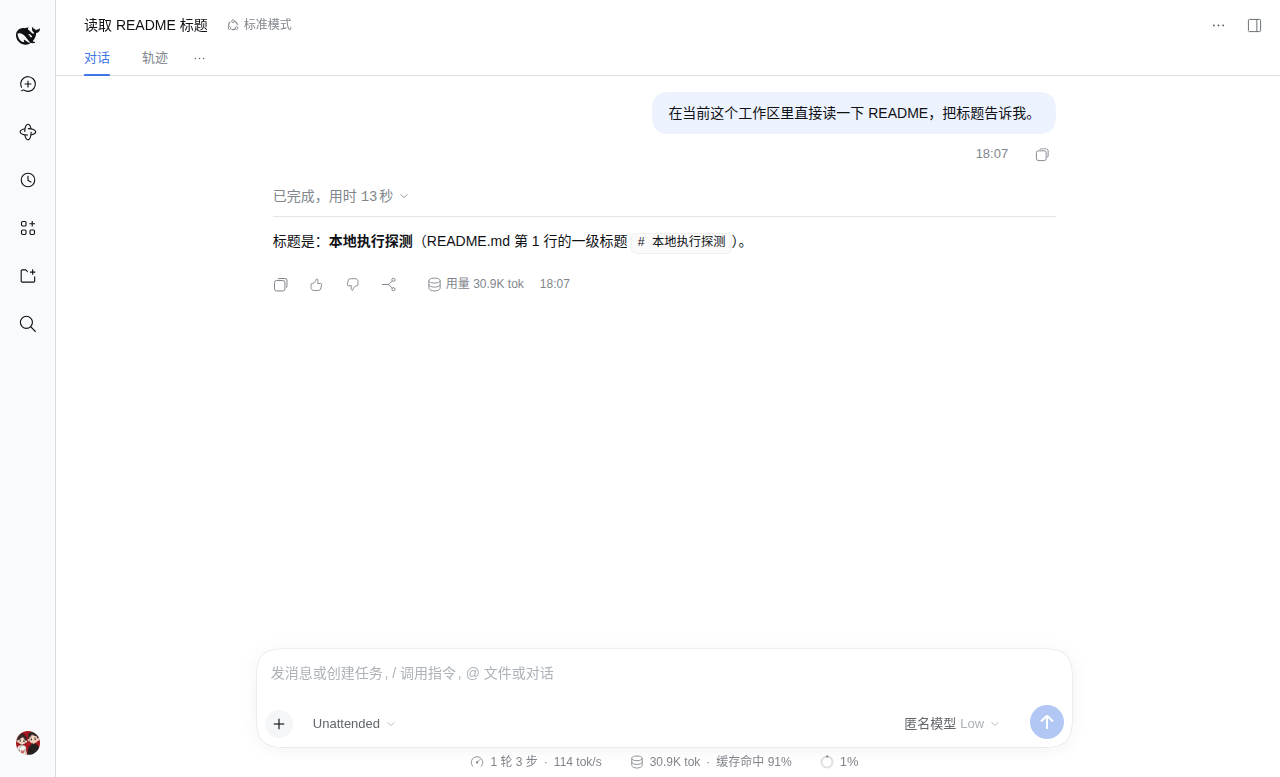 读取 README 标题 标准模式
对话 轨迹
在当前这个工作区里直接读一下 README，把标题告诉我。
18:07
已完成，用时 13 秒
标题是：本地执行探测（README.md 第 1 行的一级标题 # 本地执行探测）。
用量 30.9K tok 18:07
发消息或创建任务, / 调用指令, @ 文件或对话
Unattended 匿名模型 Low
1 轮 3 步 · 114 tok/s 30.9K tok · 缓存命中 91% 1%